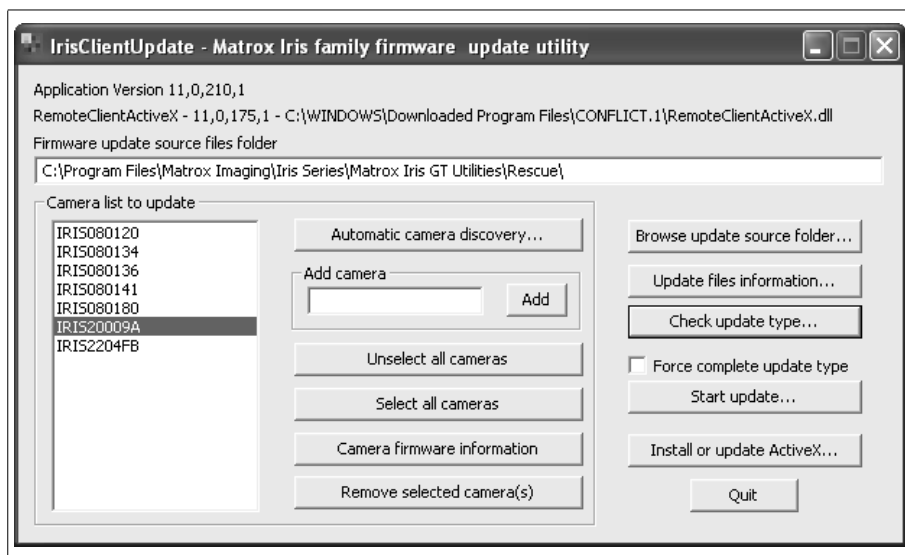 IrisClientUpdate - Matrox Iris family firmware update utility
Application Version 11,0,210,1
RemoteClientActiveX - 11,0,175,1 - C:\WINDOWS\Downloaded Program Files\CONFLICT.1\RemoteClientActiveX.dll
Firmware update source files folder
C:\Program Files\Matrox Imaging\Iris Series\Matrox Iris GT Utilities\Rescue\
Camera list to update
IRIS080120
IRIS080134
IRIS080136
IRIS080141
IRIS080180
IRIS20009A
IRIS2204FB
Automatic camera discovery...
Add camera
Add
Unselect all cameras
Select all cameras
Camera firmware information
Remove selected camera(s)
Browse update source folder...
Update files information...
Check update type...
Force complete update type
Start update...
Install or update ActiveX...
Quit